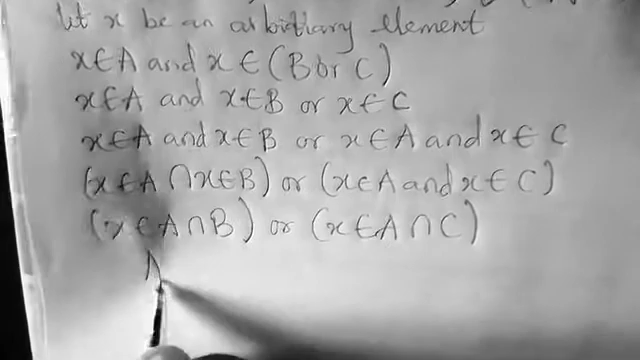 let x be an arbitrary element
x∈A and x∈(B or C)
x∈A and x∈B or x∈C
x∈A and x∈B or x∈A and x∈C
(x∈A∩x∈B) or (x∈A and x∈C)
(x∈A∩B) or (x∈A∩C)